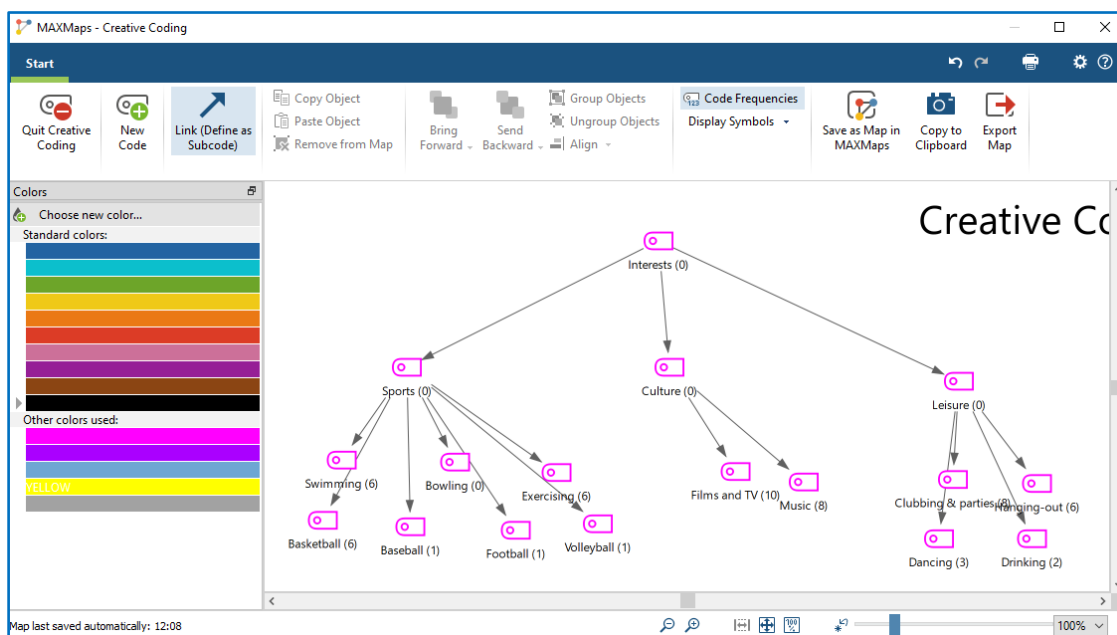 MAXMaps - Creative Coding
Start
Quit Creative
Coding
New
Code
Link (Define as
Subcode)
Copy Object
Paste Object
Remove from Map
Bring
Forward
Send
Backward
Group Objects
Ungroup Objects
Align
123
Code Frequencies
Display Symbols
Save as Map in
MAXMaps
Copy to
Clipboard
Export
Map
Colors
Choose new color...
Standard colors:
Other colors used:
YELLOW
Creative Co
Interests (0)
Sports (0)
Culture (0)
Leisure (0)
Swimming (6)
Bowling (0)
Exercising (6)
Films and TV (10)
Music (8)
Clubbing & parties (8)
Hanging-out (6)
Basketball (6)
Baseball (1)
Football (1)
Volleyball (1)
Dancing (3)
Drinking (2)
Map last saved automatically: 12:08
100%